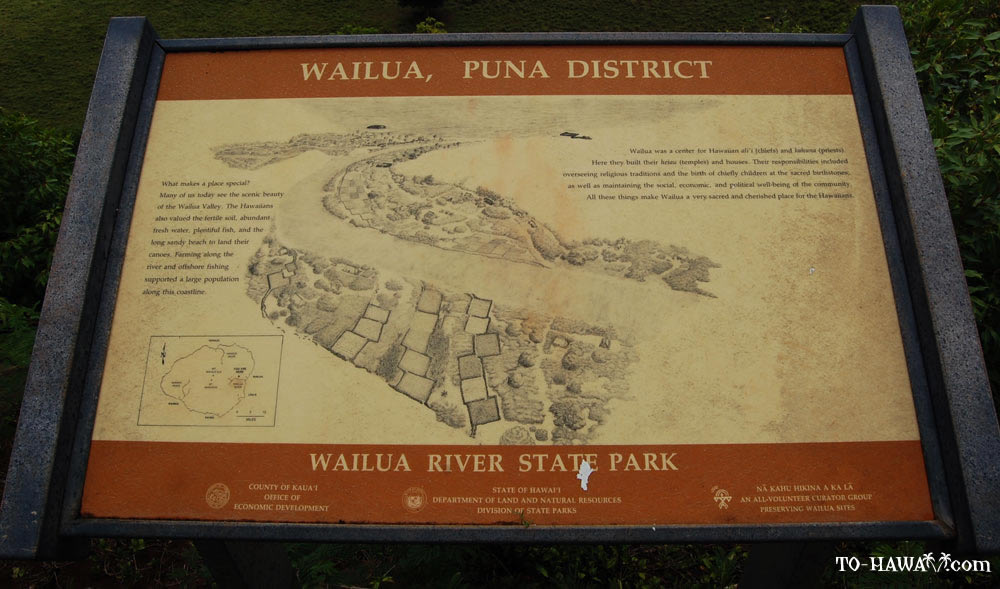 WAILUA, PUNA DISTRICT
Wailua was a center for Hawaiian ali'i (chiefs) and kahuna (priests).
Here they built their heiau (temples) and houses. Their responsibilities included
overseeing religious traditions and the birth of chiefly children at the sacred birthstones,
as well as maintaining the social, economic, and political well-being of the community.
All these things make Wailua a very sacred and cherished place for the Hawaiians.
What makes a place special?
Many of us today see the scenic beauty
of the Wailua Valley. The Hawaiians
also valued the fertile soil, abundant
fresh water, plentiful fish, and the
long sandy beach to land their
canoes. Farming along the
river and offshore fishing
supported a large population
along this coastline.
WAILUA RIVER STATE PARK
COUNTY OF KAUA'I
OFFICE OF
ECONOMIC DEVELOPMENT
STATE OF HAWAI'I
DEPARTMENT OF LAND AND NATURAL RESOURCES
DIVISION OF STATE PARKS
NĀ KAHU HIKINA A KA LĀ
AN ALL-VOLUNTEER CURATOR GROUP
PRESERVING WAILUA SITES
TO-HAWAII.com